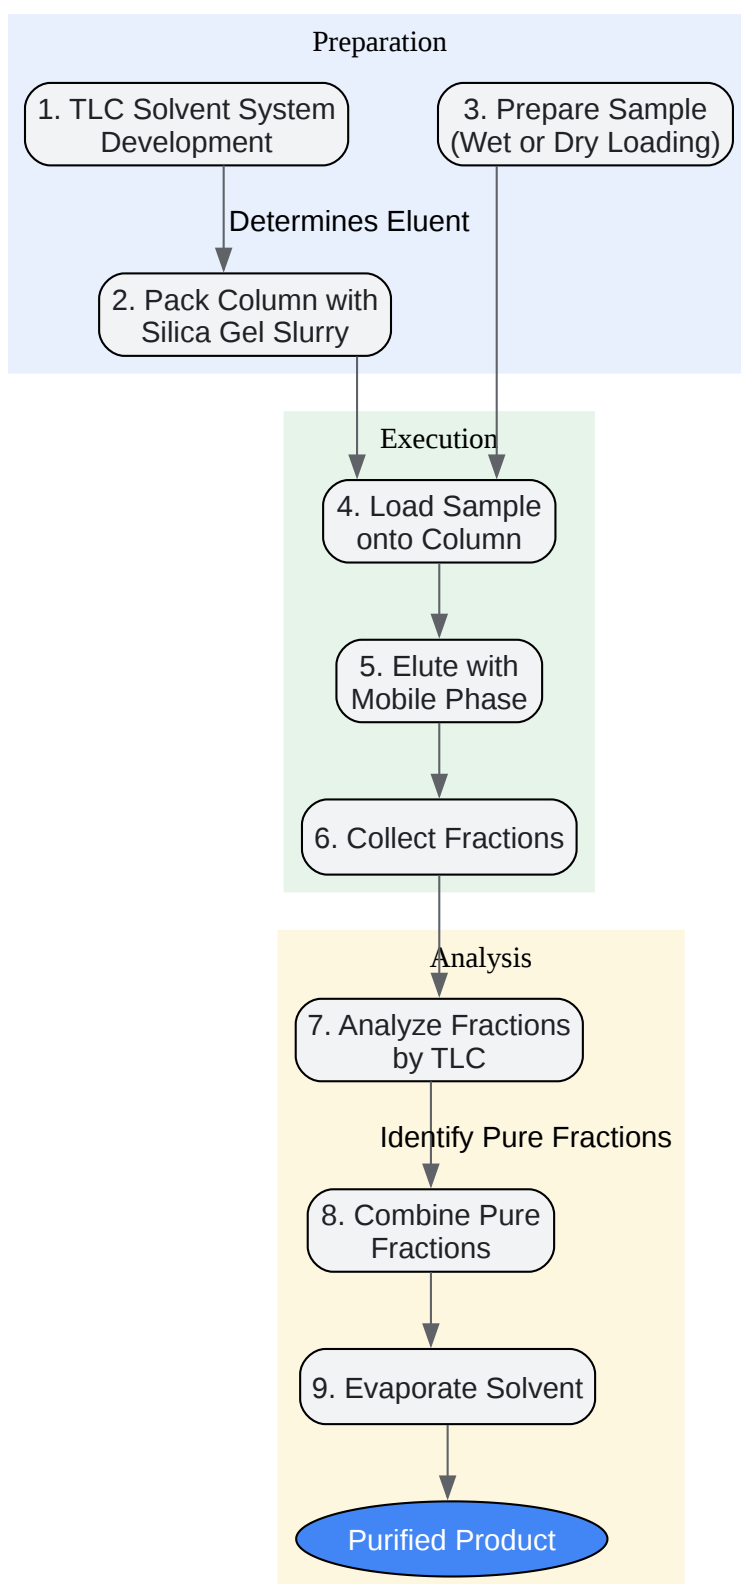 Preparation
1. TLC Solvent System
Development
3. Prepare Sample
(Wet or Dry Loading)
Determines Eluent
2. Pack Column with
Silica Gel Slurry
Execution
4. Load Sample
onto Column
5. Elute with
Mobile Phase
6. Collect Fractions
Analysis
7. Analyze Fractions
by TLC
Identify Pure Fractions
8. Combine Pure
Fractions
9. Evaporate Solvent
Purified Product